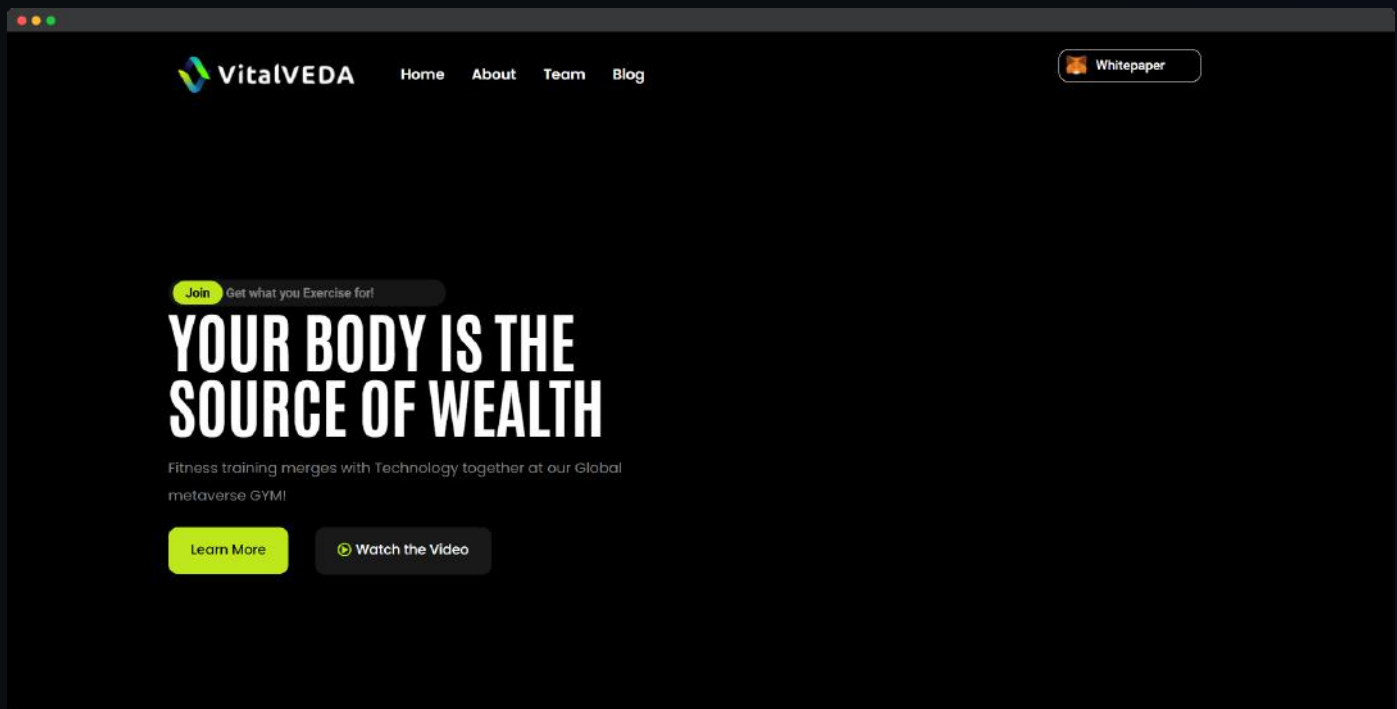 VitalVEDA Home About Team Blog Whitepaper
Join Get what you Exercise for!
YOUR BODY IS THE
SOURCE OF WEALTH
Fitness training merges with Technology together at our Global
metaverse GYM!
Learn More Watch the Video